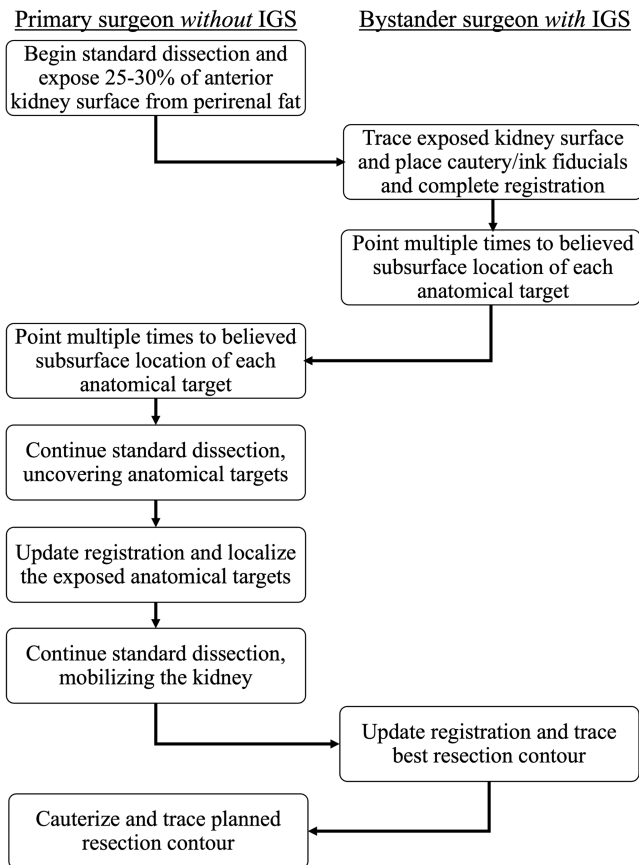 Primary surgeon without IGS
Bystander surgeon with IGS
Begin standard dissection and
expose 25-30% of anterior
kidney surface from perirenal fat
Trace exposed kidney surface
and place cautery/ink fiducials
and complete registration
Point multiple times to believed
subsurface location of each
anatomical target
Point multiple times to believed
subsurface location of each
anatomical target
Continue standard dissection,
uncovering anatomical targets
Update registration and localize
the exposed anatomical targets
Continue standard dissection,
mobilizing the kidney
Update registration and trace
best resection contour
Cauterize and trace planned
resection contour